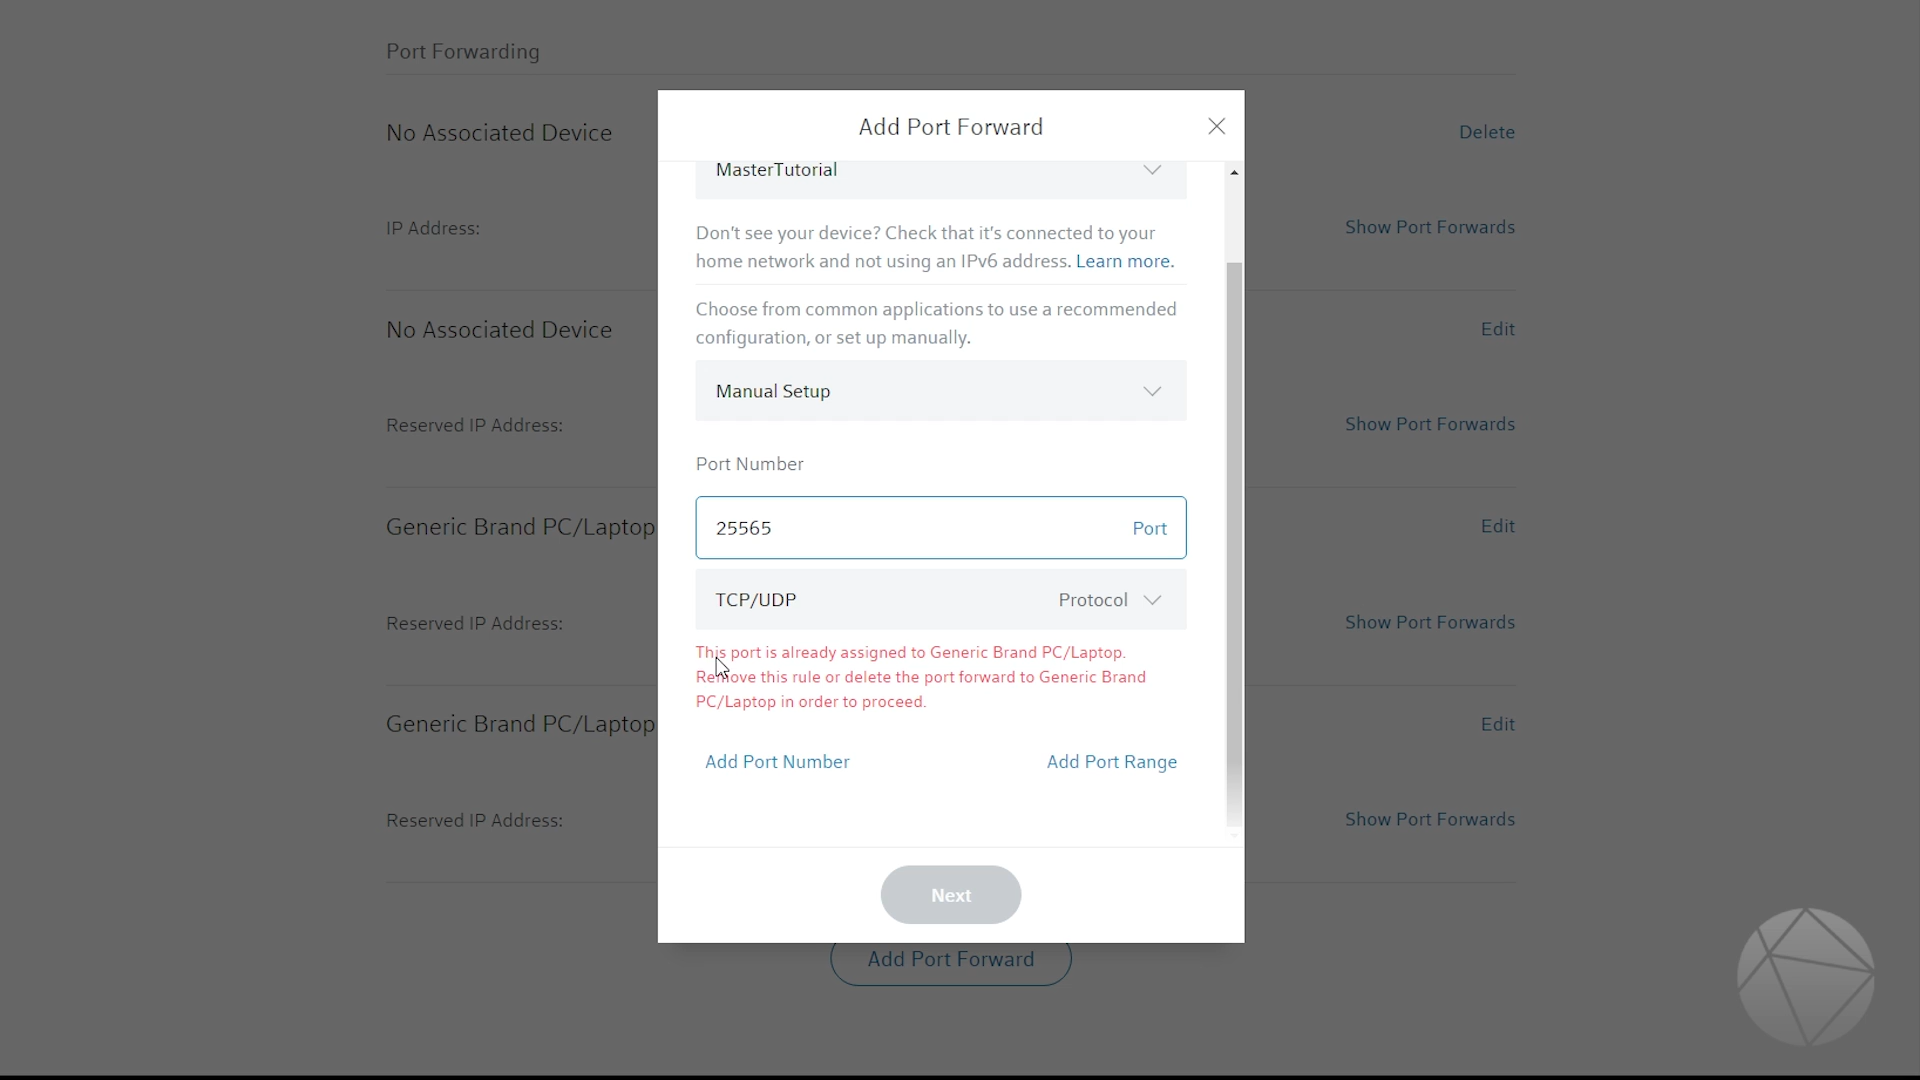 Port Forwarding
No Associated Device
Delete
IP Address:
Show Port Forwards
No Associated Device
Edit
Reserved IP Address:
Show Port Forwards
Generic Brand PC/Laptop
Edit
Reserved IP Address:
Show Port Forwards
Generic Brand PC/Laptop
Edit
Reserved IP Address:
Show Port Forwards
Add Port Forward
Add Port Forward
MasterTutorial
Don't see your device? Check that it's connected to your
home network and not using an IPv6 address. Learn more.
Choose from common applications to use a recommended
configuration, or set up manually.
Manual Setup
Port Number
25565 Port
TCP/UDP Protocol
This port is already assigned to Generic Brand PC/Laptop.
Remove this rule or delete the port forward to Generic Brand
PC/Laptop in order to proceed.
Add Port Number
Add Port Range
Next